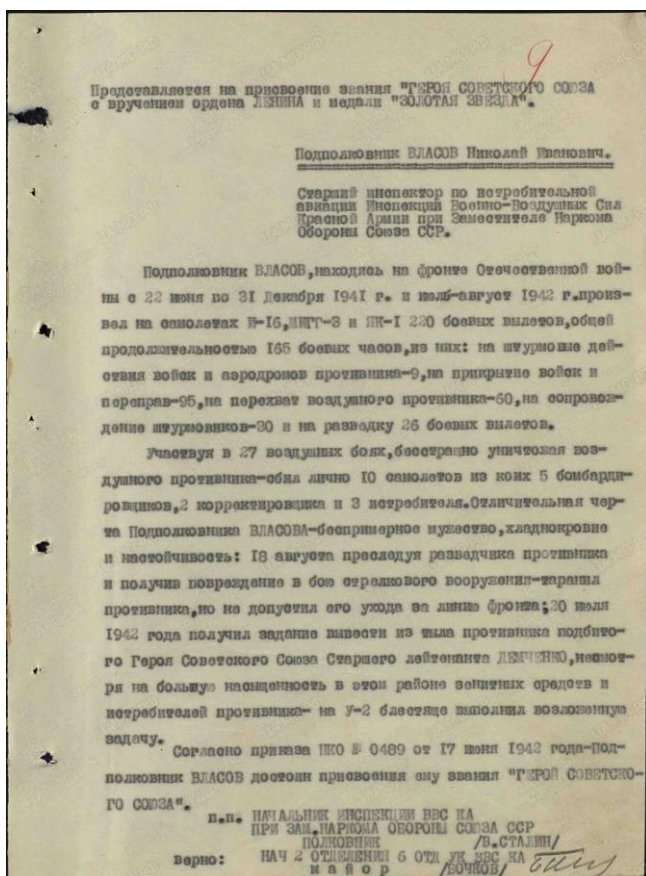 9
Представляется на присвоение звания "ГЕРОЯ СОВЕТСКОГО СОЮЗА
с вручением ордена ЛЕНИНА и медали "ЗОЛОТАЯ ЗВЕЗДА".
Подполковник ВЛАСОВ Николай Иванович.
Старший инспектор по истребительной
авиации Инспекции Военно-Воздушных Сил
Красной Армии при Заместителе Наркома
Обороны Союза ССР.
Подполковник ВЛАСОВ,находясь на фронте Отечественной вой-
ны с 22 июня по 31 Декабря 1941 г. и июль-август 1942 г.произ-
вел на самолетах И-16,МИГ-3 и ЯК-1 220 боевых вылетов,общей
продолжительностью 165 боевых часов,из них: на штурмовые дей-
ствия войск и аэродромов противника-9,на прикрытие войск и
переправ-95,на перехват воздушного противника-60,на сопровож-
дение штурмовиков-30 и на разведку 26 боевых вылетов.
Участвуя в 27 воздушных боях,бесстрашно уничтожая воз-
душного противника-сбил лично 10 самолетов из коих 5 бомбарди-
ровщиков,2 корректировщика и 3 истребителя.Отличительная чер-
та Подполковника ВЛАСОВА-беспримерное мужество,хладнокровие
и настойчивость: 18 августа преследуя разведчика противника
и получив повреждение в бою стрелкового вооружения-таранил
противника,но не допустил его ухода за линию фронта;20 июля
1942 года получил задание вывести из тыла противника подбито-
го Героя Советского Союза Старшего лейтенанта ДЕМЧЕНКО,несмот-
ря на большую насыщенность в этом районе зенитных средств и
истребителей противника- на У-2 блестяще выполнил возложенную
задачу.
Согласно приказа НКО № 0489 от 17 июня 1942 года-Под-
полковник ВЛАСОВ достоин присвоения ему звания "ГЕРОЙ СОВЕТСКО-
ГО СОЮЗА".
п.п. НАЧАЛЬНИК ИНСПЕКЦИИ ВВС КА
ПРИ ЗАМ.НАРКОМА ОБОРОНЫ СОЮЗА ССР
ПОЛКОВНИК /В.СТАЛИН/
верно: НАЧ 2 ОТДЕЛЕНИЯ 6 ОТД УК ВВС КА
майор /БОЧКОВ/